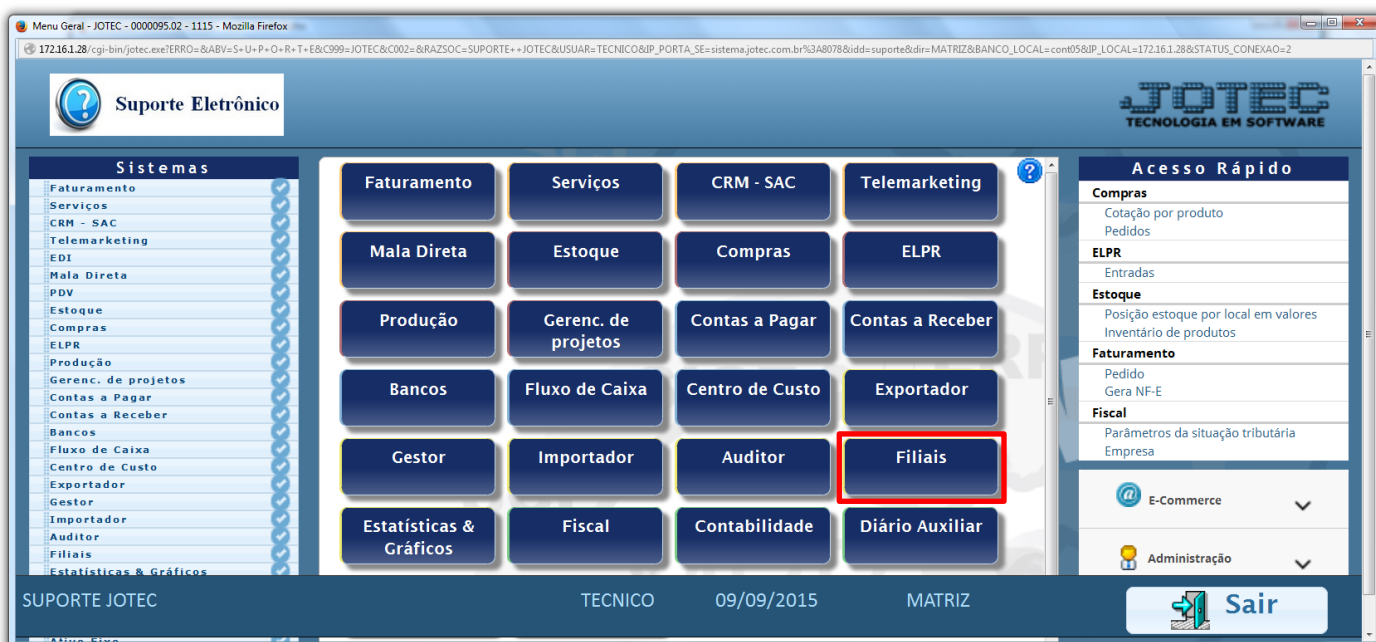 Menu Geral - JOTEC - 0000095.02 - 1115 - Mozilla Firefox
172.16.1.28/cgi-bin/jotec.exe?ERRO=&ABV=S+U+P+O+R+T+E&C999=JOTEC&C002=&RAZSOC=SUPORTE++JOTEC&USUAR=TECNICO&IP_PORTA_SE=sistema.jotec.com.br%3A8078&idd=suporte&dir=MATRIZ&BANCO_LOCAL=cont05&IP_LOCAL=172.16.1.28&STATUS_CONEXAO=2
Suporte Eletrônico
JOTEC
TECNOLOGIA EM SOFTWARE
Sistemas
Faturamento
Serviços
CRM - SAC
Telemarketing
EDI
Mala Direta
PDV
Estoque
Compras
ELPR
Produção
Gerenc. de projetos
Contas a Pagar
Contas a Receber
Bancos
Fluxo de Caixa
Centro de Custo
Exportador
Gestor
Importador
Auditor
Filiais
Estatísticas & Gráficos
Ativo Fixo
Faturamento
Serviços
CRM - SAC
Telemarketing
Mala Direta
Estoque
Compras
ELPR
Produção
Gerenc. de
projetos
Contas a Pagar
Contas a Receber
Bancos
Fluxo de Caixa
Centro de Custo
Exportador
Gestor
Importador
Auditor
Filiais
Estatísticas &
Gráficos
Fiscal
Contabilidade
Diário Auxiliar
Acesso Rápido
Compras
Cotação por produto
Pedidos
ELPR
Entradas
Estoque
Posição estoque por local em valores
Inventário de produtos
Faturamento
Pedido
Gera NF-E
Fiscal
Parâmetros da situação tributária
Empresa
E-Commerce
Administração
SUPORTE JOTEC
TECNICO
09/09/2015
MATRIZ
Sair